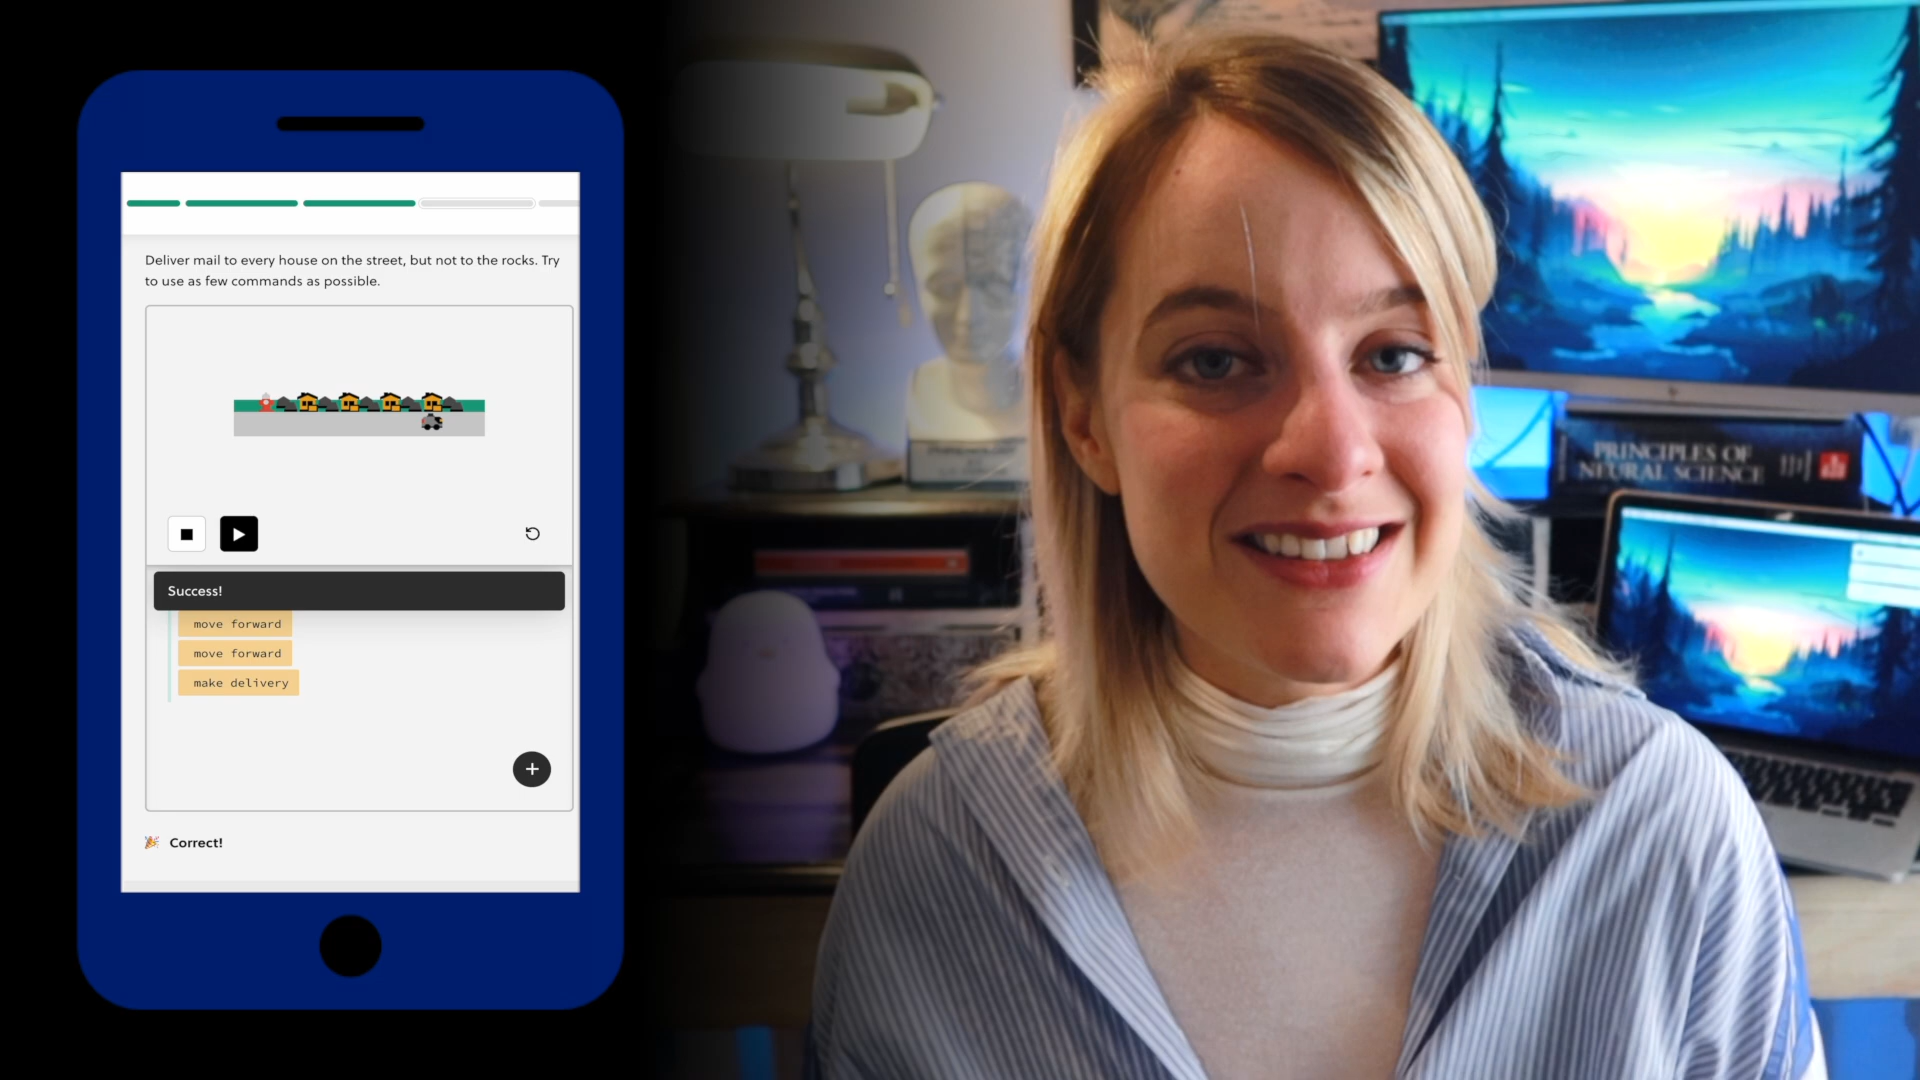 Deliver mail to every house on the street, but not to the rocks. Try
to use as few commands as possible.
Success!
move forward
move forward
make delivery
Correct!
PRINCIPLES OF
NEURAL SCIENCE